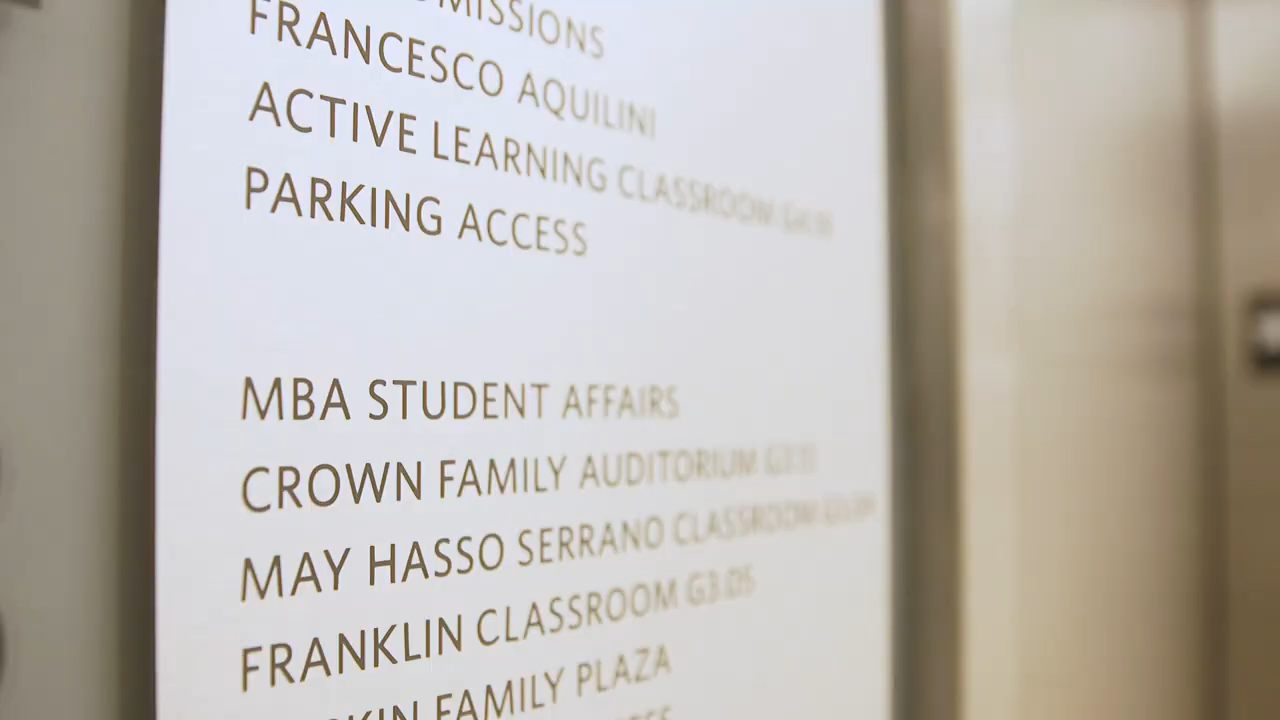 FRANCESCO AQUILINI
ACTIVE LEARNING CLASSROOM
PARKING ACCESS
MBA STUDENT AFFAIRS
CROWN FAMILY AUDITORIUM
MAY HASSO SERRANO CLASSROOM
FRANKLIN CLASSROOM G3.05
FAMILY PLAZA